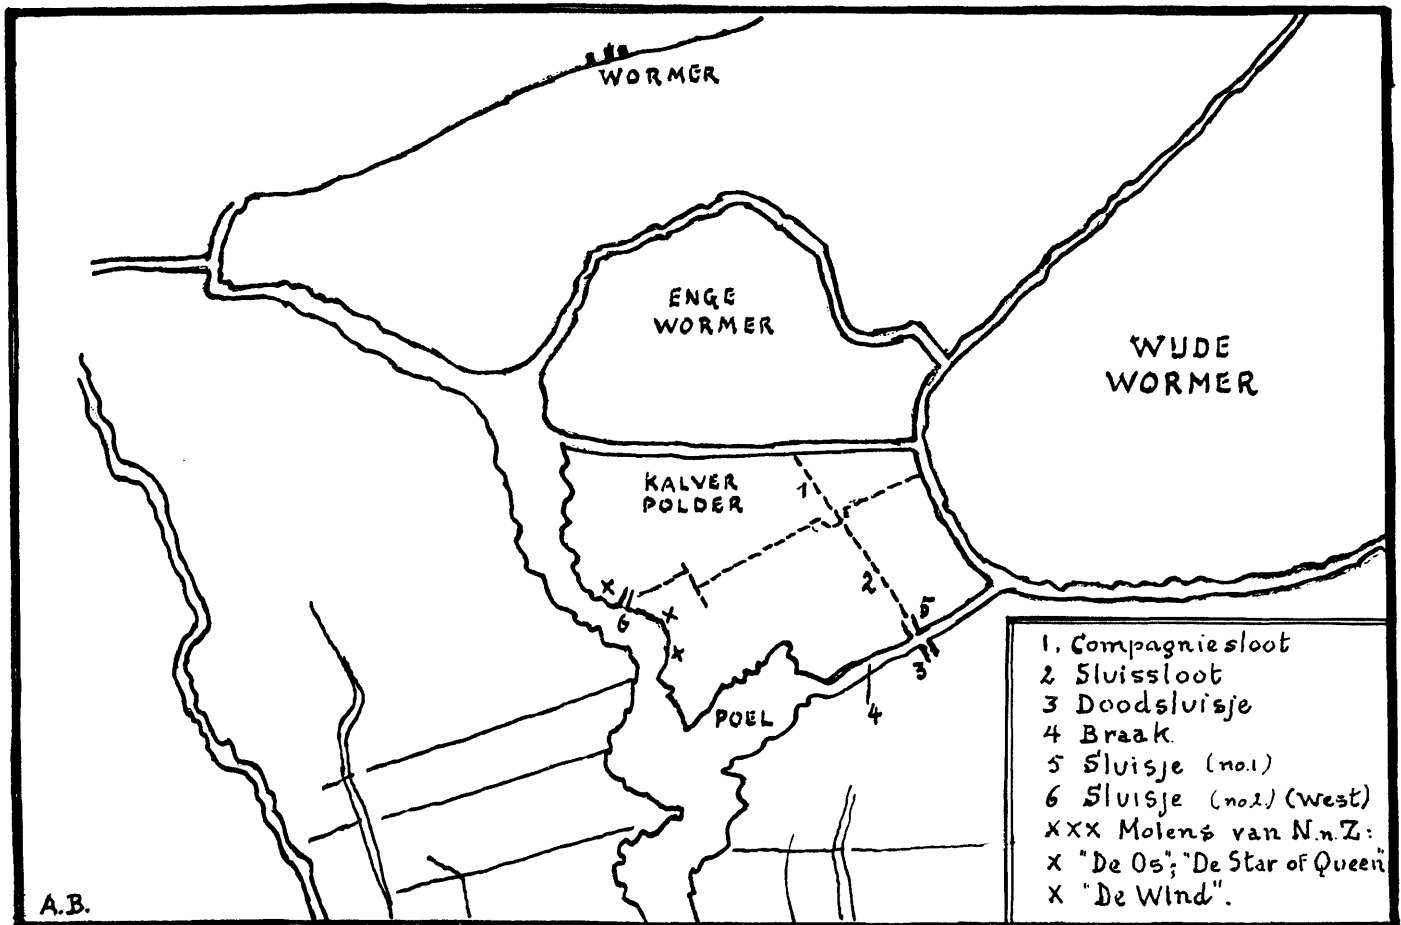 WORMER
ENGE
WORMER
WIJDE
WORMER
KALVER
POLDER
1
2
5
6
3
4
POEL
1. Compagniesloot
2 Sluissloot
3 Doodsluisje
4 Braak
5 Sluisje (no.1)
6 Sluisje (no2.) (West)
XXX Molens van N.n.Z:
X "De Os"; "De Star of Queen"
X "De Wind".
A.B.